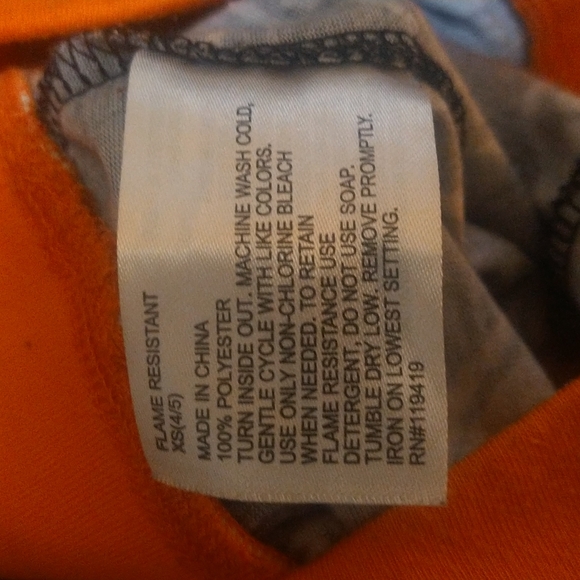 FLAME RESISTANT
XS(4/5)
MADE IN CHINA
100% POLYESTER
TURN INSIDE OUT. MACHINE WASH COLD,
GENTLE CYCLE WITH LIKE COLORS.
USE ONLY NON-CHLORINE BLEACH
WHEN NEEDED. TO RETAIN
FLAME RESISTANCE USE
DETERGENT, DO NOT USE SOAP.
TUMBLE DRY LOW. REMOVE PROMPTLY.
IRON ON LOWEST SETTING.
RN#119419